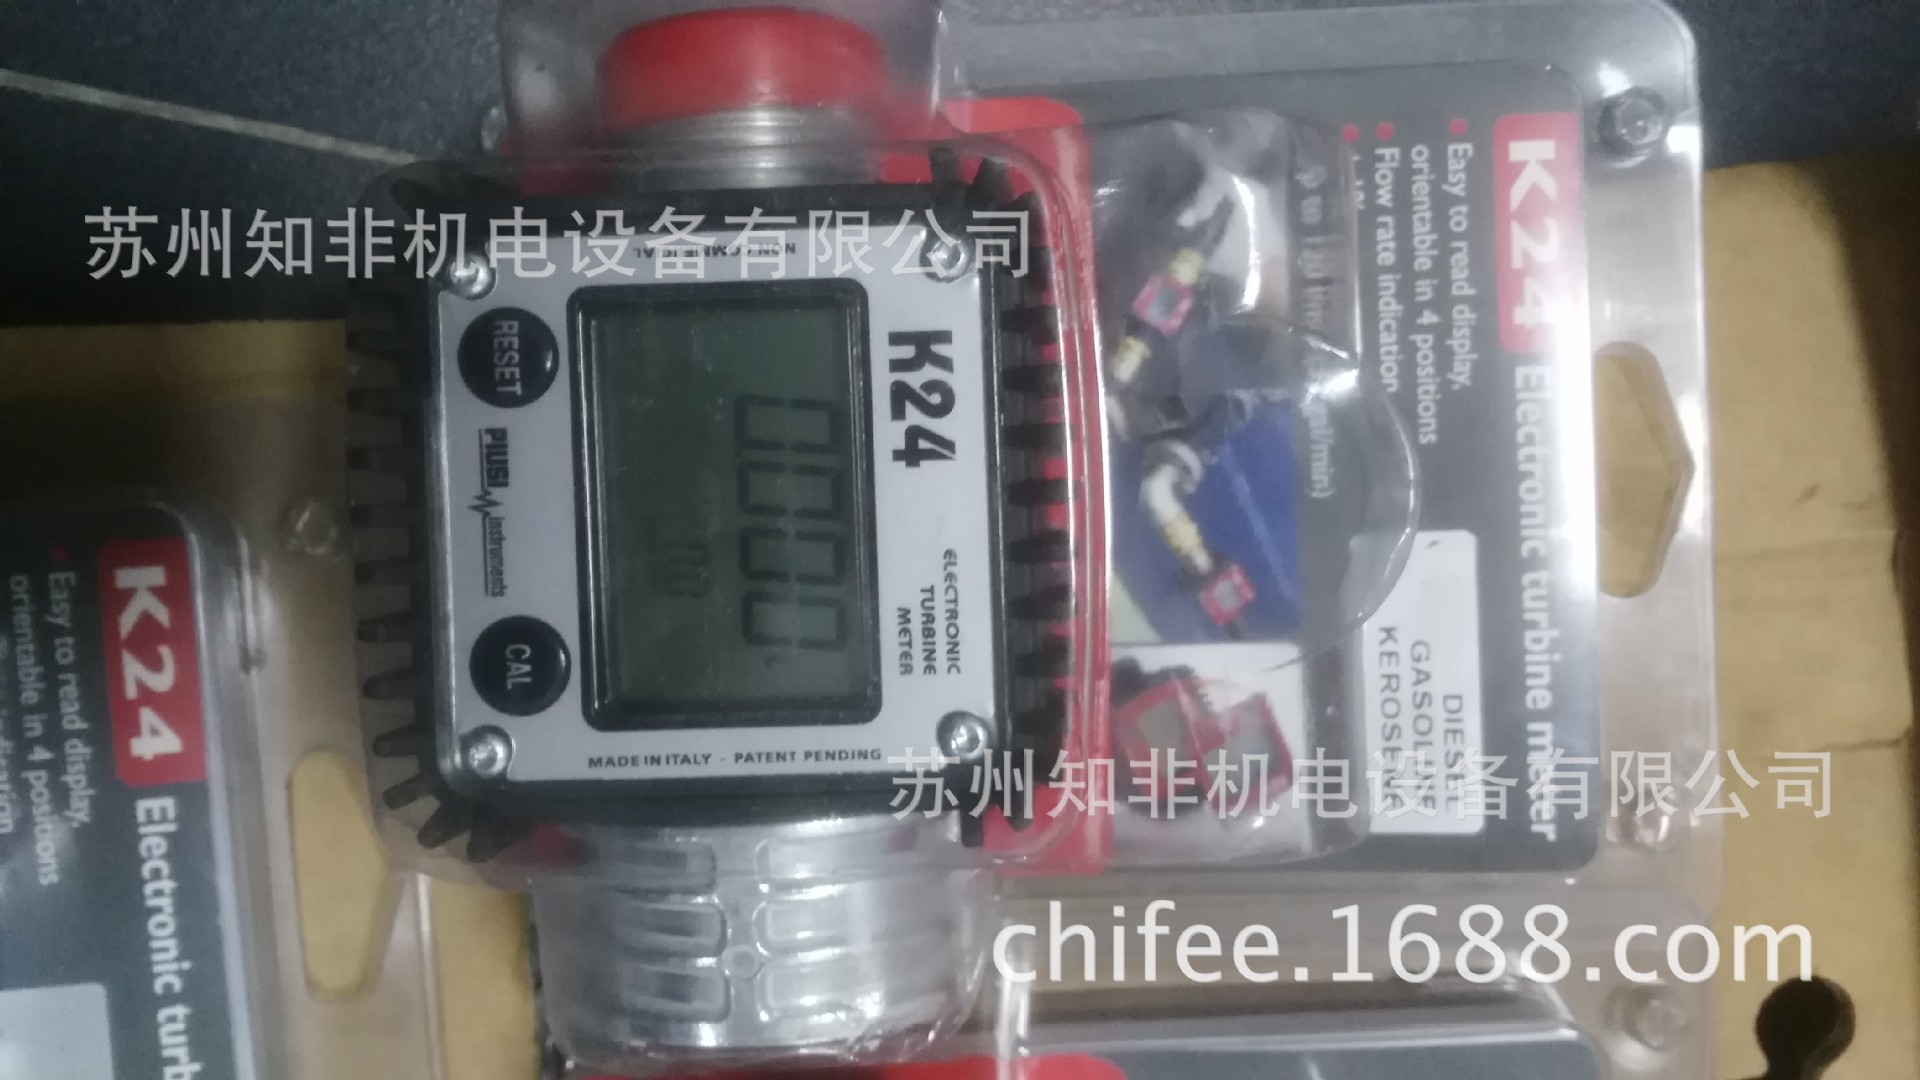 苏州知非机电设备有限公司
NON COMMERCIAL
K24
ELECTRONIC
TURBINE
METER
0000
RESET
PIUSI
instruments
CAL
MADE IN ITALY - PATENT PENDING
K24 Electronic turbine meter
Easy to read display,
orientable in 4 positions
Flow rate indication
DIESEL
GASOLINE
KEROSENE
苏州知非机电设备有限公司
chifee.1688.com
K24 Electronic turb
Easy to read display,
orientable in 4 positions